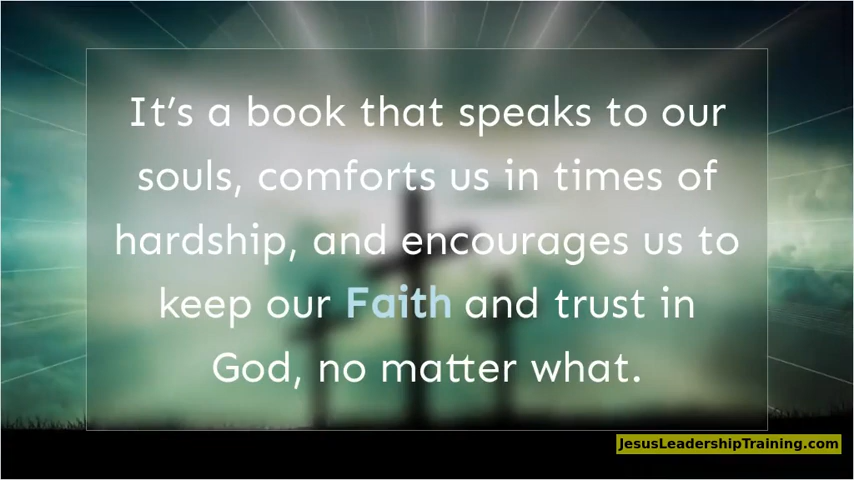 It’s a book that speaks to our
souls, comforts us in times of
hardship, and encourages us to
keep our Faith and trust in
God, no matter what.
JesusLeadershipTraining.com